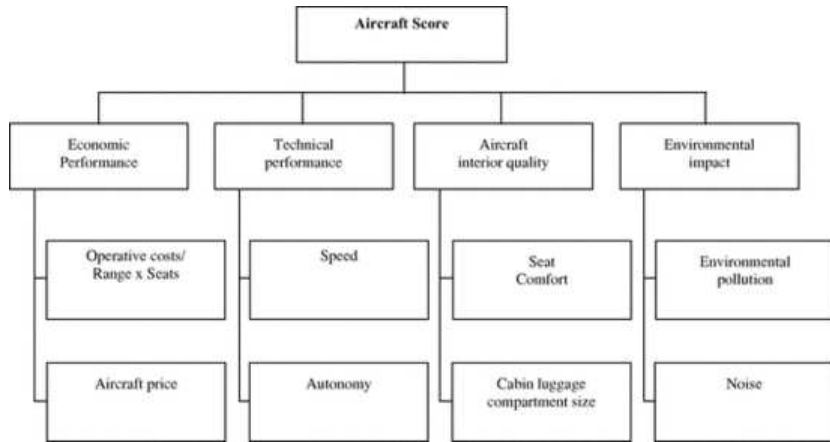 Aircraft Score
Economic
Performance
Technical
performance
Aircraft
interior quality
Environmental
impact
Operative costs/
Range x Seats
Speed
Seat
Comfort
Environmental
pollution
Aircraft price
Autonomy
Cabin luggage
compartment size
Noise